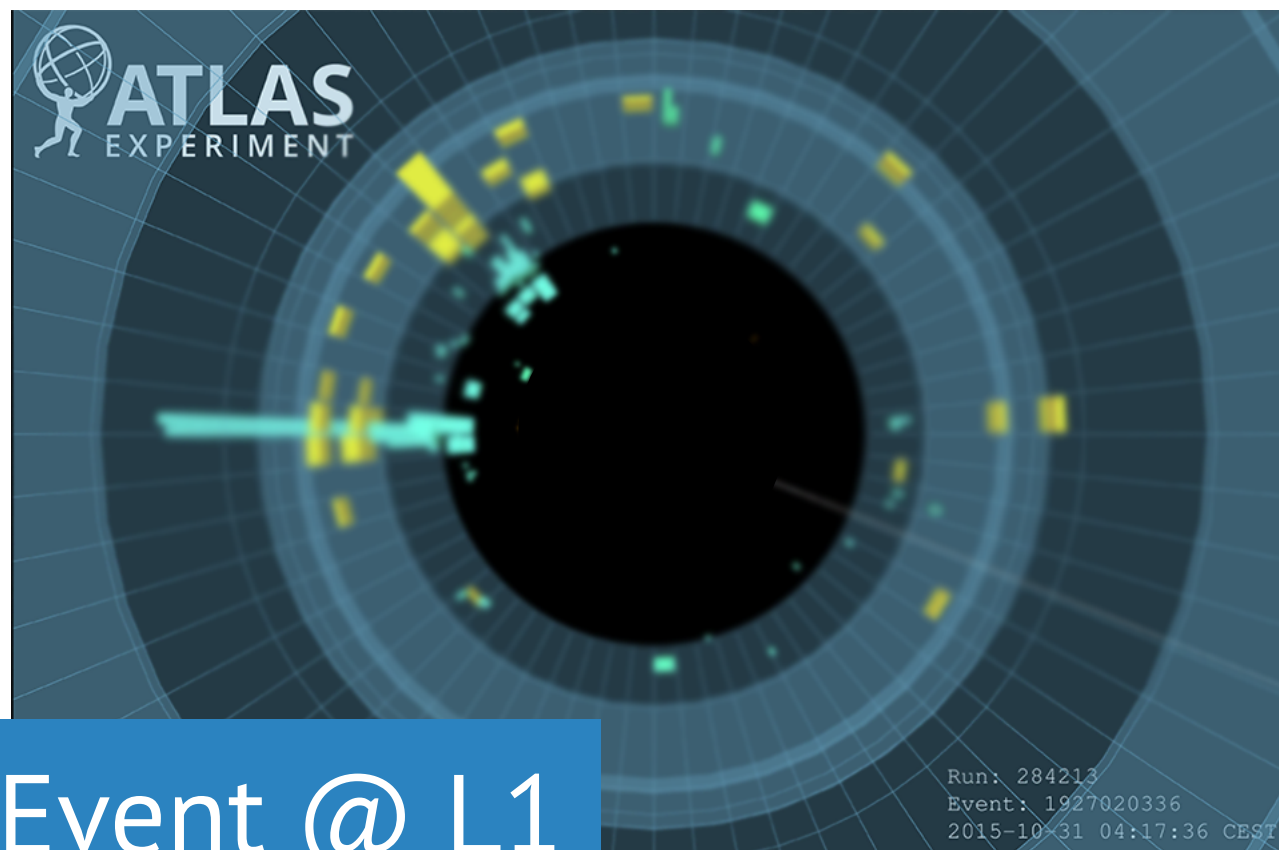 ATLAS
EXPERIMENT
Run: 284213
Event: 1927020336
2015-10-31 04:17:36 CEST
Event @ L1